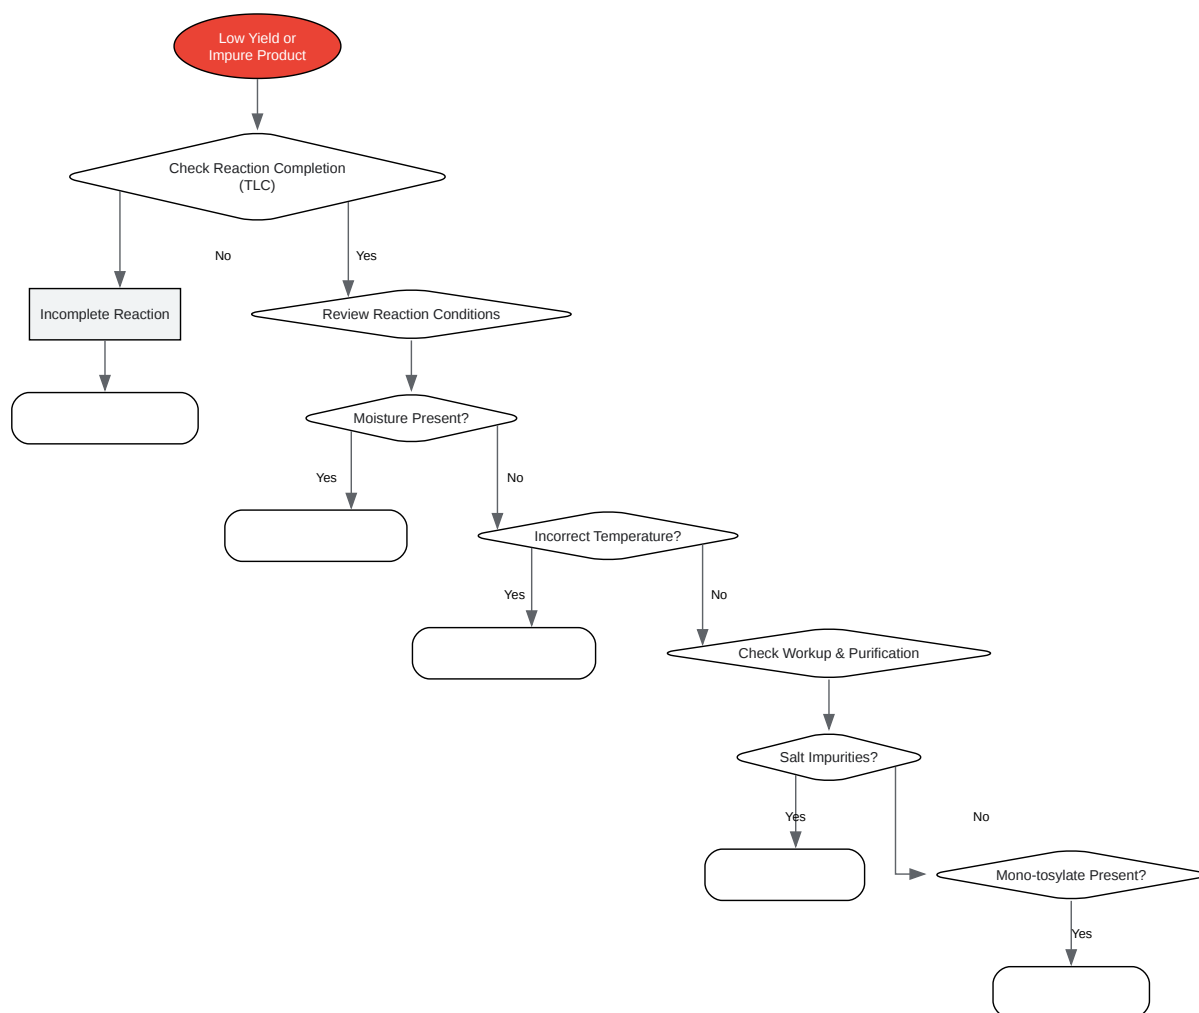 Low Yield or
Impure Product
Check Reaction Completion
(TLC)
No
Yes
Incomplete Reaction
Review Reaction Conditions
Moisture Present?
Yes
No
Incorrect Temperature?
Yes
No
Check Workup & Purification
Salt Impurities?
Yes
No
Mono-tosylate Present?
Yes